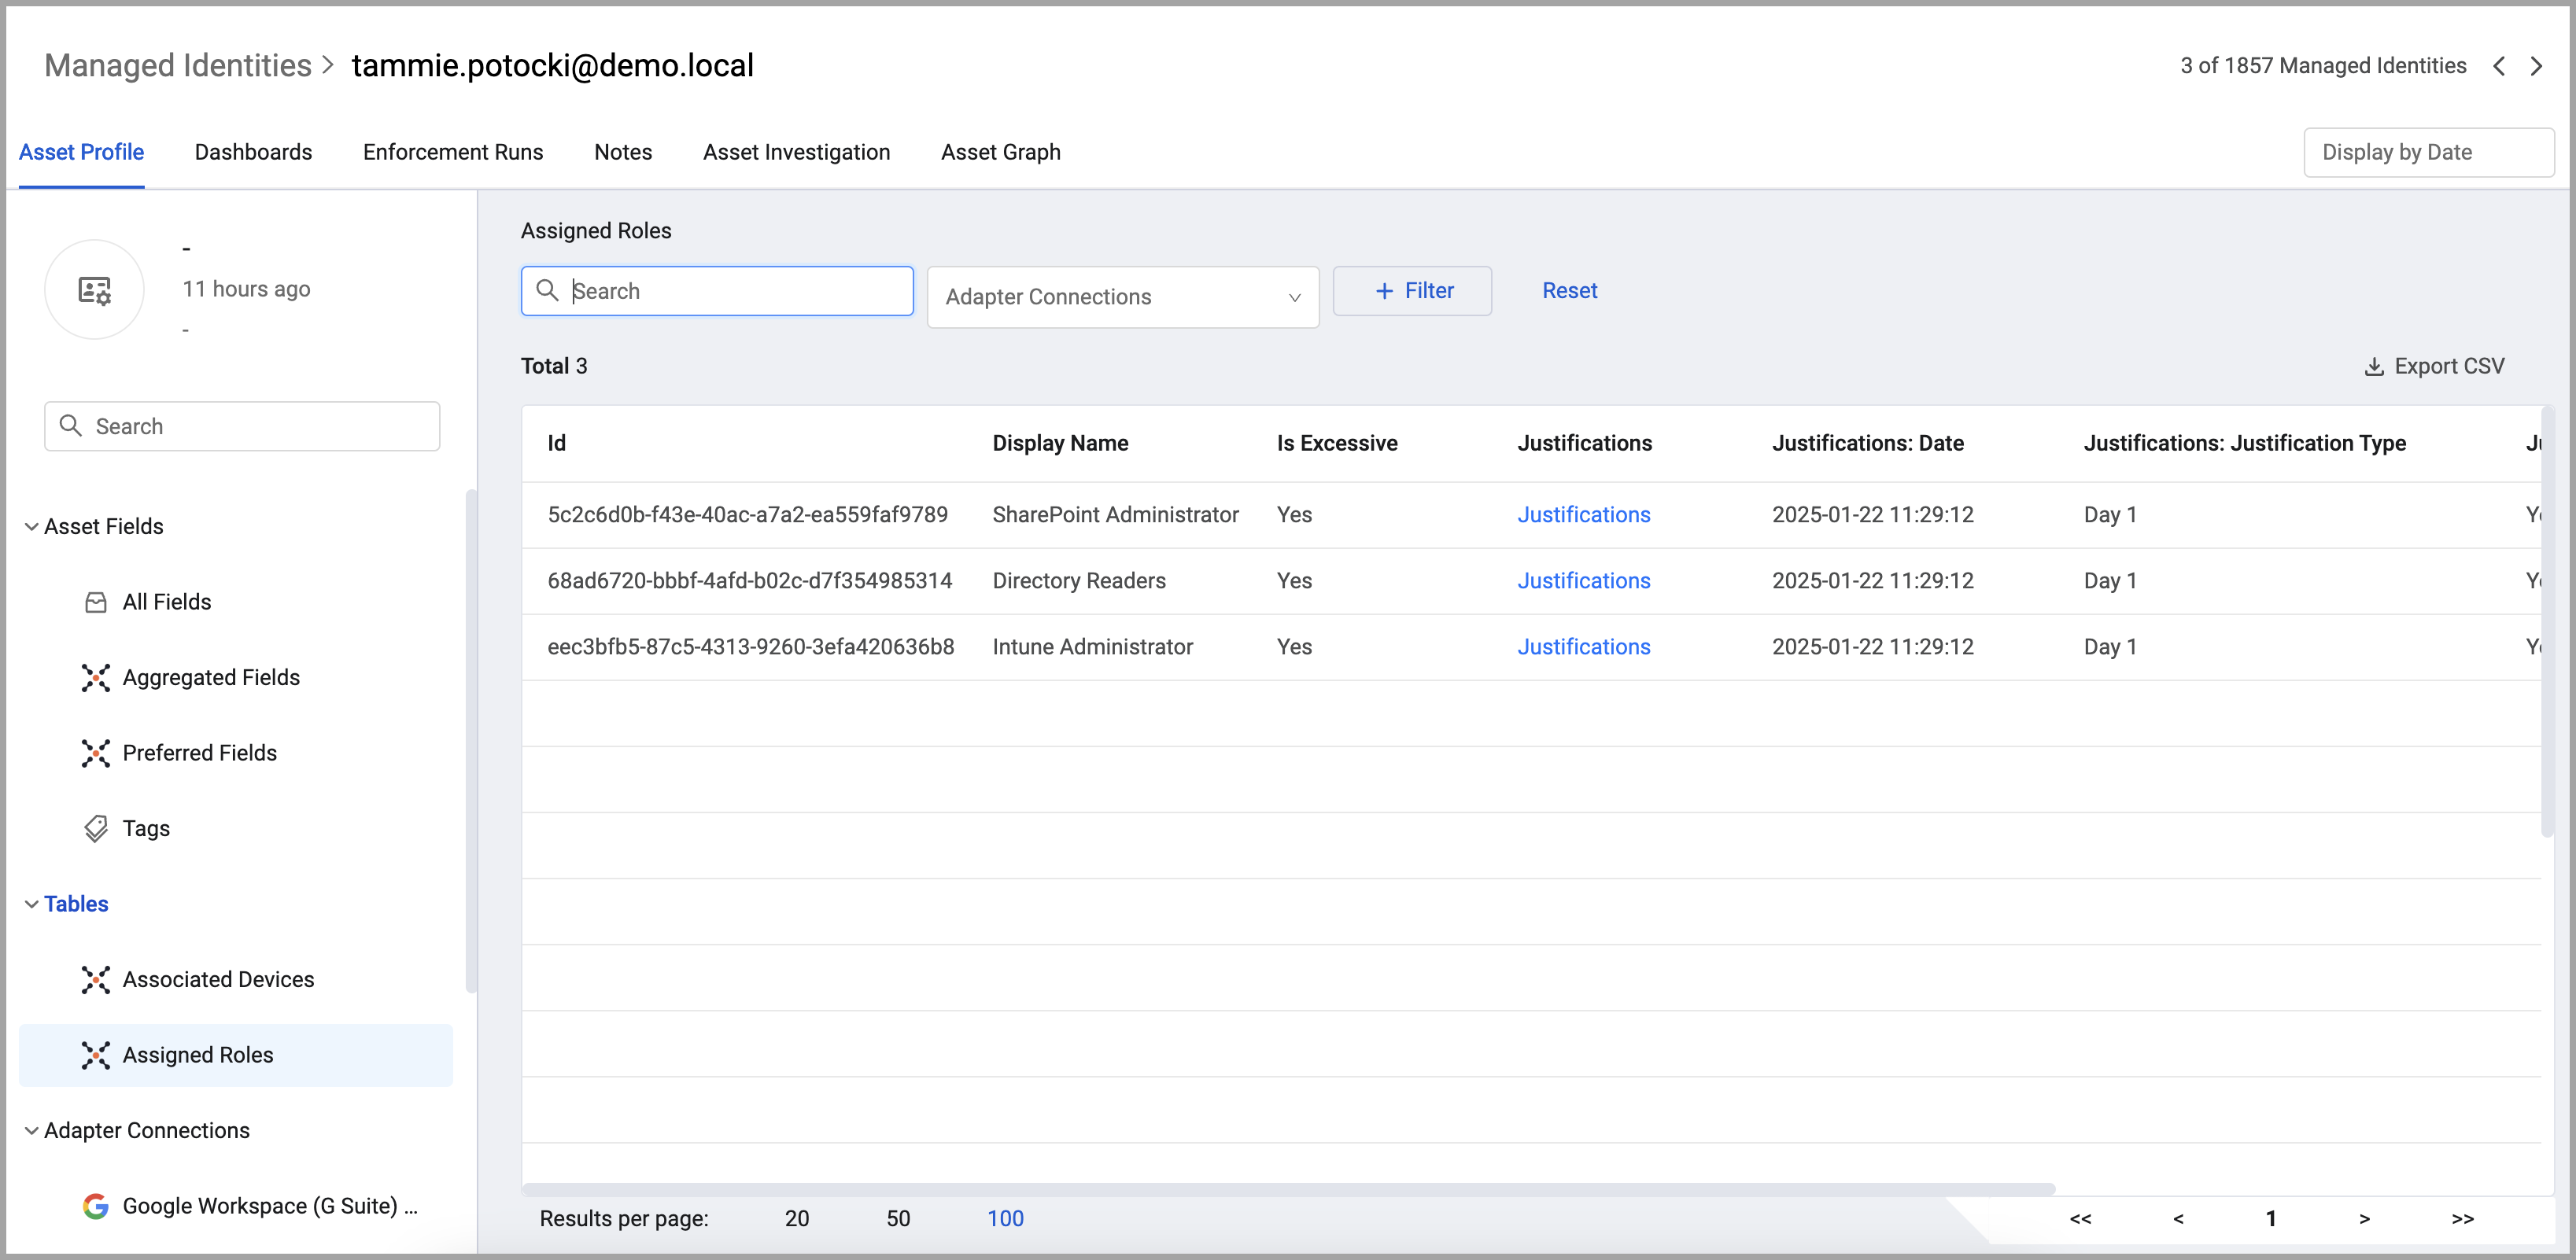 Managed Identities > tammie.potocki@demo.local
3 of 1857 Managed Identities
Asset Profile Dashboards Enforcement Runs Notes Asset Investigation Asset Graph
Display by Date
-
11 hours ago
-
Search
Asset Fields
All Fields
Aggregated Fields
Preferred Fields
Tags
Tables
Associated Devices
Assigned Roles
Adapter Connections
Google Workspace (G Suite) ...
Assigned Roles
Search Adapter Connections + Filter Reset
Total 3 Export CSV
Id Display Name Is Excessive Justifications Justifications: Date Justifications: Justification Type
5c2c6d0b-f43e-40ac-a7a2-ea559faf9789 SharePoint Administrator Yes Justifications 2025-01-22 11:29:12 Day 1
68ad6720-bbbf-4afd-b02c-d7f354985314 Directory Readers Yes Justifications 2025-01-22 11:29:12 Day 1
eec3bfb5-87c5-4313-9260-3efa420636b8 Intune Administrator Yes Justifications 2025-01-22 11:29:12 Day 1
Results per page: 20 50 100
<< < 1 > >>